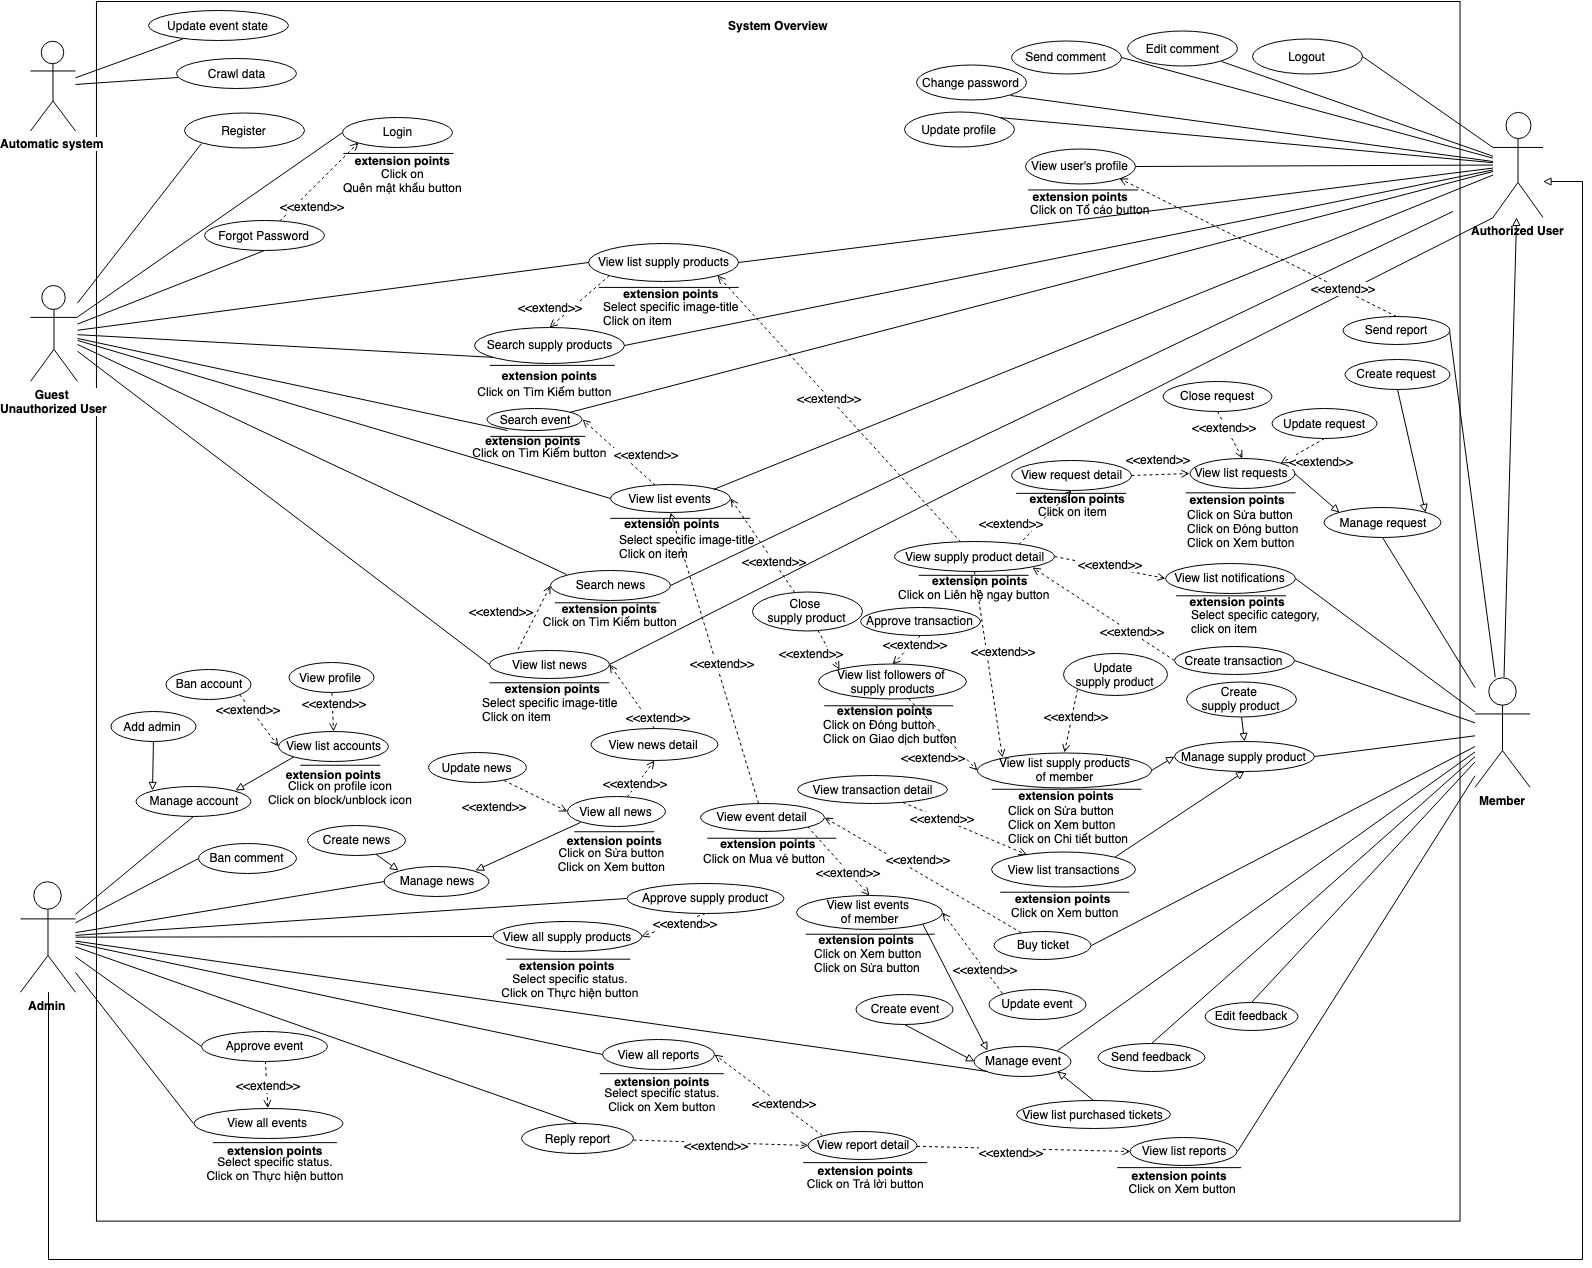 System Overview
Update event state
Crawl data
Automatic system
Send comment
Edit comment
Logout
Change password
Update profile
View user's profile
extension points
Click on Tố cáo button
Authorized User
Register
Login
extension points
Click on
Quên mật khẩu button
<<extend>>
Forgot Password
Guest
Unauthorized User
View list supply products
extension points
Select specific image-title
Click on item
<<extend>>
Search supply products
extension points
Click on Tìm Kiếm button
Search event
extension points
Click on Tìm Kiếm button
<<extend>>
View list events
extension points
Select specific image-title
Click on item
<<extend>>
<<extend>>
<<extend>>
Send report
Create request
Close request
<<extend>>
Update request
<<extend>>
View request detail
extension points
Click on item
<<extend>>
View list requests
extension points
Click on Sửa button
Click on Đóng button
Click on Xem button
Manage request
<<extend>>
View supply product detail
extension points
Click on Liên hệ ngay button
<<extend>>
View list notifications
extension points
Select specific category,
click on item
<<extend>>
Create transaction
Search news
extension points
Click on Tìm Kiếm button
<<extend>>
View list news
extension points
Select specific image-title
Click on item
<<extend>>
Close
supply product
Approve transaction
<<extend>>
<<extend>>
<<extend>>
View list followers of
supply products
extension points
Click on Đóng button
Click on Giao dịch button
<<extend>>
Update
supply product
<<extend>>
Create
supply product
View list supply products
of member
extension points
Click on Sửa button
Click on Xem button
Click on Chi tiết button
Manage supply product
Member
<<extend>>
Ban account
View profile
<<extend>>
<<extend>>
Add admin
View list accounts
extension points
Click on profile icon
Click on block/unblock icon
Manage account
View news detail
Update news
<<extend>>
<<extend>>
View all news
extension points
Click on Sửa button
Click on Xem button
Create news
Ban comment
Manage news
View transaction detail
<<extend>>
View list transactions
extension points
Click on Xem button
View event detail
extension points
Click on Mua vé button
<<extend>>
<<extend>>
Approve supply product
<<extend>>
View all supply products
extension points
Select specific status.
Click on Thực hiện button
View list events
of member
extension points
Click on Xem button
Click on Sửa button
Buy ticket
<<extend>>
Update event
Create event
Edit feedback
Admin
Approve event
<<extend>>
View all events
extension points
Select specific status.
Click on Thực hiện button
View all reports
extension points
Select specific status.
Click on Xem button
<<extend>>
Manage event
Send feedback
View list purchased tickets
Reply report
<<extend>>
View report detail
extension points
Click on Trả lời button
<<extend>>
View list reports
extension points
Click on Xem button